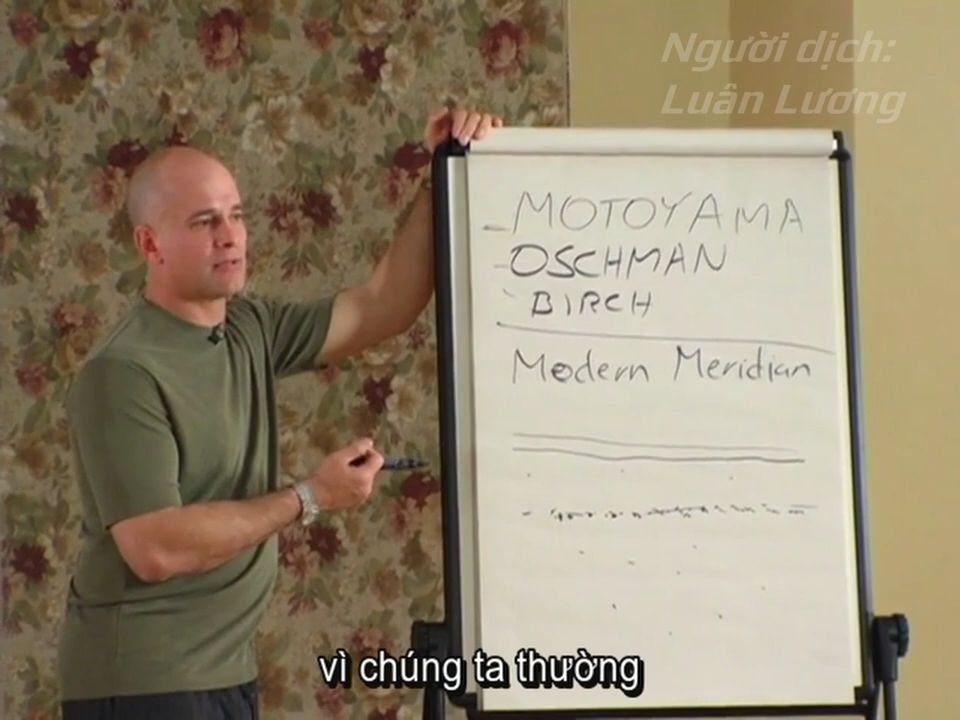 Người dịch:
Luân Lương
MOTOYAMA
OSCHMAN
BIRCH
Modern Meridian
vì chúng ta thường